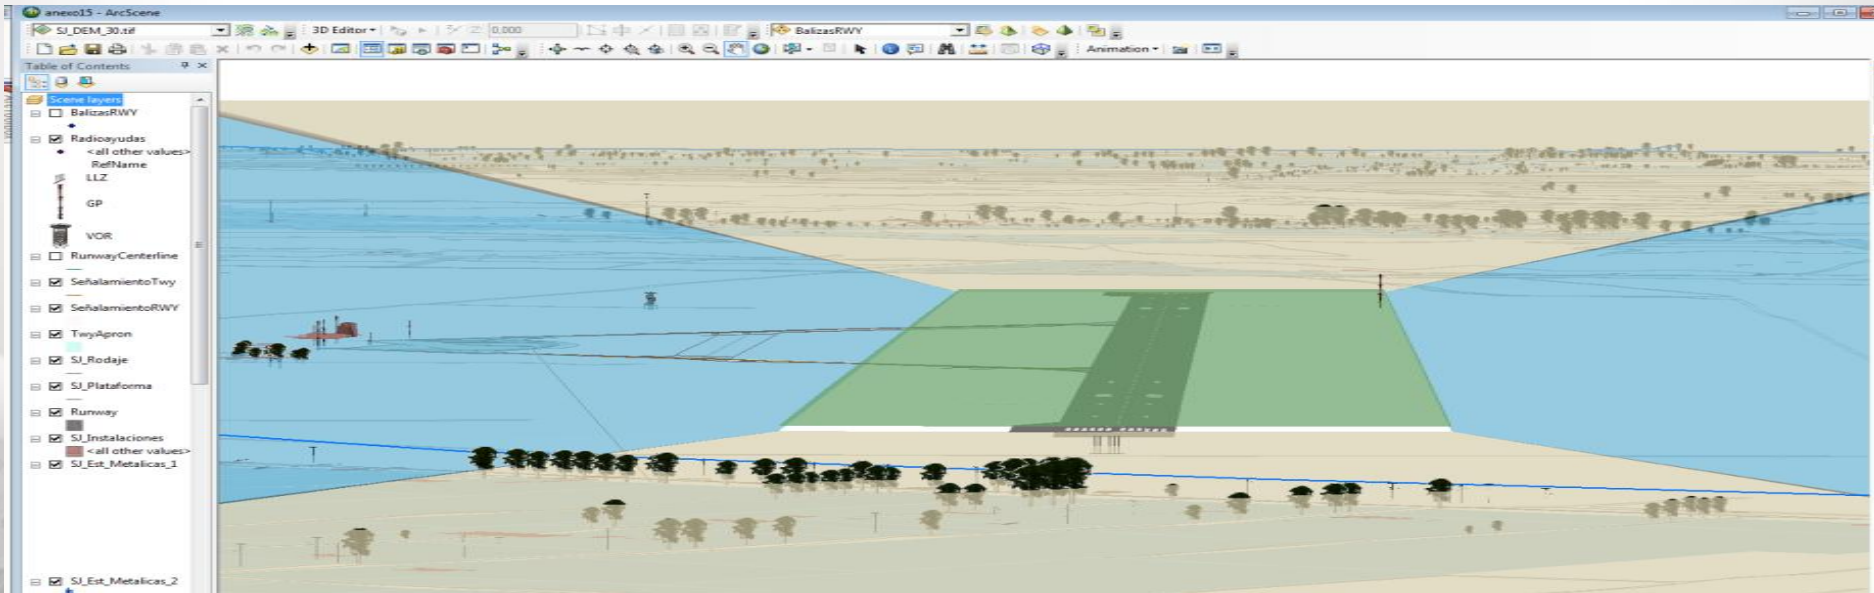 anexo15 - ArcScene
SJ_DEM_30.tif
3D Editor
0,000
BalizasRWY
Animation
Table of Contents
Scene layers
BalizasRWY
Radioayudas
<all other values>
RefName
LLZ
GP
VOR
RunwayCenterline
SeñalamientoTwy
SeñalamientoRWY
TwyApron
SJ_Rodaje
SJ_Plataforma
Runway
SJ_Instalaciones
<all other values>
SJ_Est_Metalicas_1
SJ_Est_Metalicas_2